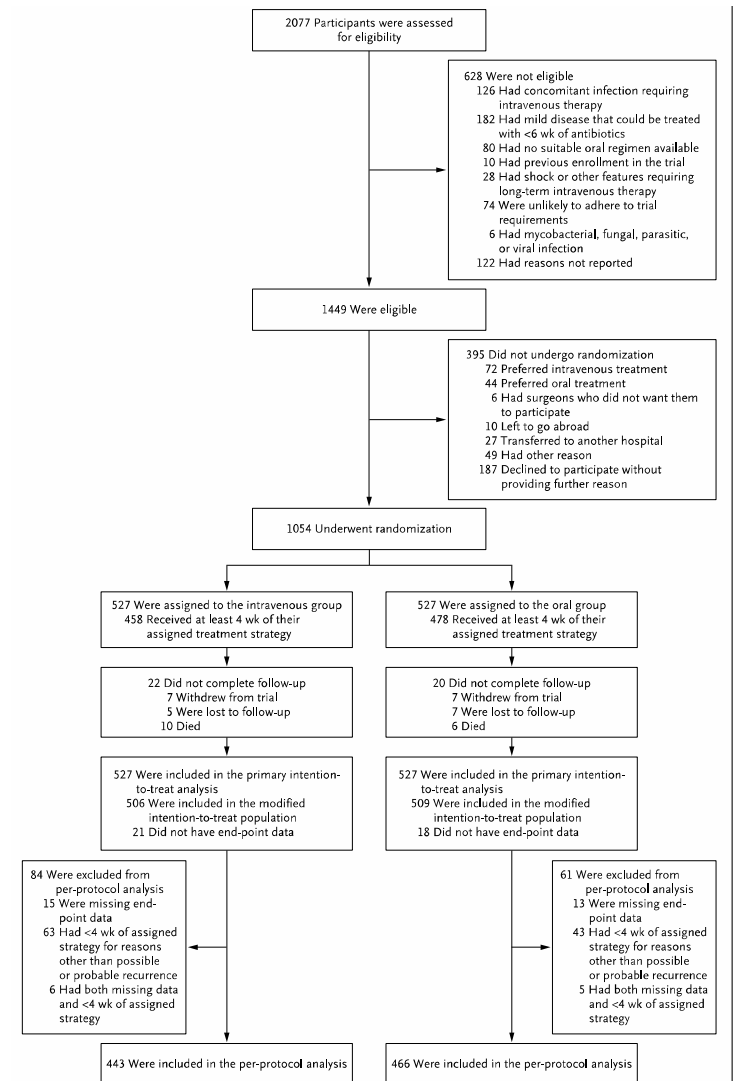 2077 Participants were assessed
for eligibility
628 Were not eligible
126 Had concomitant infection requiring
intravenous therapy
182 Had mild disease that could be treated
with <6 wk of antibiotics
80 Had no suitable oral regimen available
10 Had previous enrollment in the trial
28 Had shock or other features requiring
long-term intravenous therapy
74 Were unlikely to adhere to trial
requirements
6 Had mycobacterial, fungal, parasitic,
or viral infection
122 Had reasons not reported
1449 Were eligible
395 Did not undergo randomization
72 Preferred intravenous treatment
44 Preferred oral treatment
6 Had surgeons who did not want them
to participate
10 Left to go abroad
27 Transferred to another hospital
49 Had other reason
187 Declined to participate without
providing further reason
1054 Underwent randomization
527 Were assigned to the intravenous group
458 Received at least 4 wk of their
assigned treatment strategy
527 Were assigned to the oral group
478 Received at least 4 wk of their
assigned treatment strategy
22 Did not complete follow-up
7 Withdrew from trial
5 Were lost to follow-up
10 Died
20 Did not complete follow-up
7 Withdrew from trial
7 Were lost to follow-up
6 Died
527 Were included in the primary intention-
to-treat analysis
506 Were included in the modified
intention-to-treat population
21 Did not have end-point data
527 Were included in the primary intention-
to-treat analysis
509 Were included in the modified
intention-to-treat population
18 Did not have end-point data
84 Were excluded from
per-protocol analysis
15 Were missing end-
point data
63 Had <4 wk of assigned
strategy for reasons
other than possible
or probable recurrence
6 Had both missing data
and <4 wk of assigned
strategy
61 Were excluded from
per-protocol analysis
13 Were missing end-
point data
43 Had <4 wk of assigned
strategy for reasons
other than possible
or probable recurrence
5 Had both missing data
and <4 wk of assigned
strategy
443 Were included in the per-protocol analysis
466 Were included in the per-protocol analysis